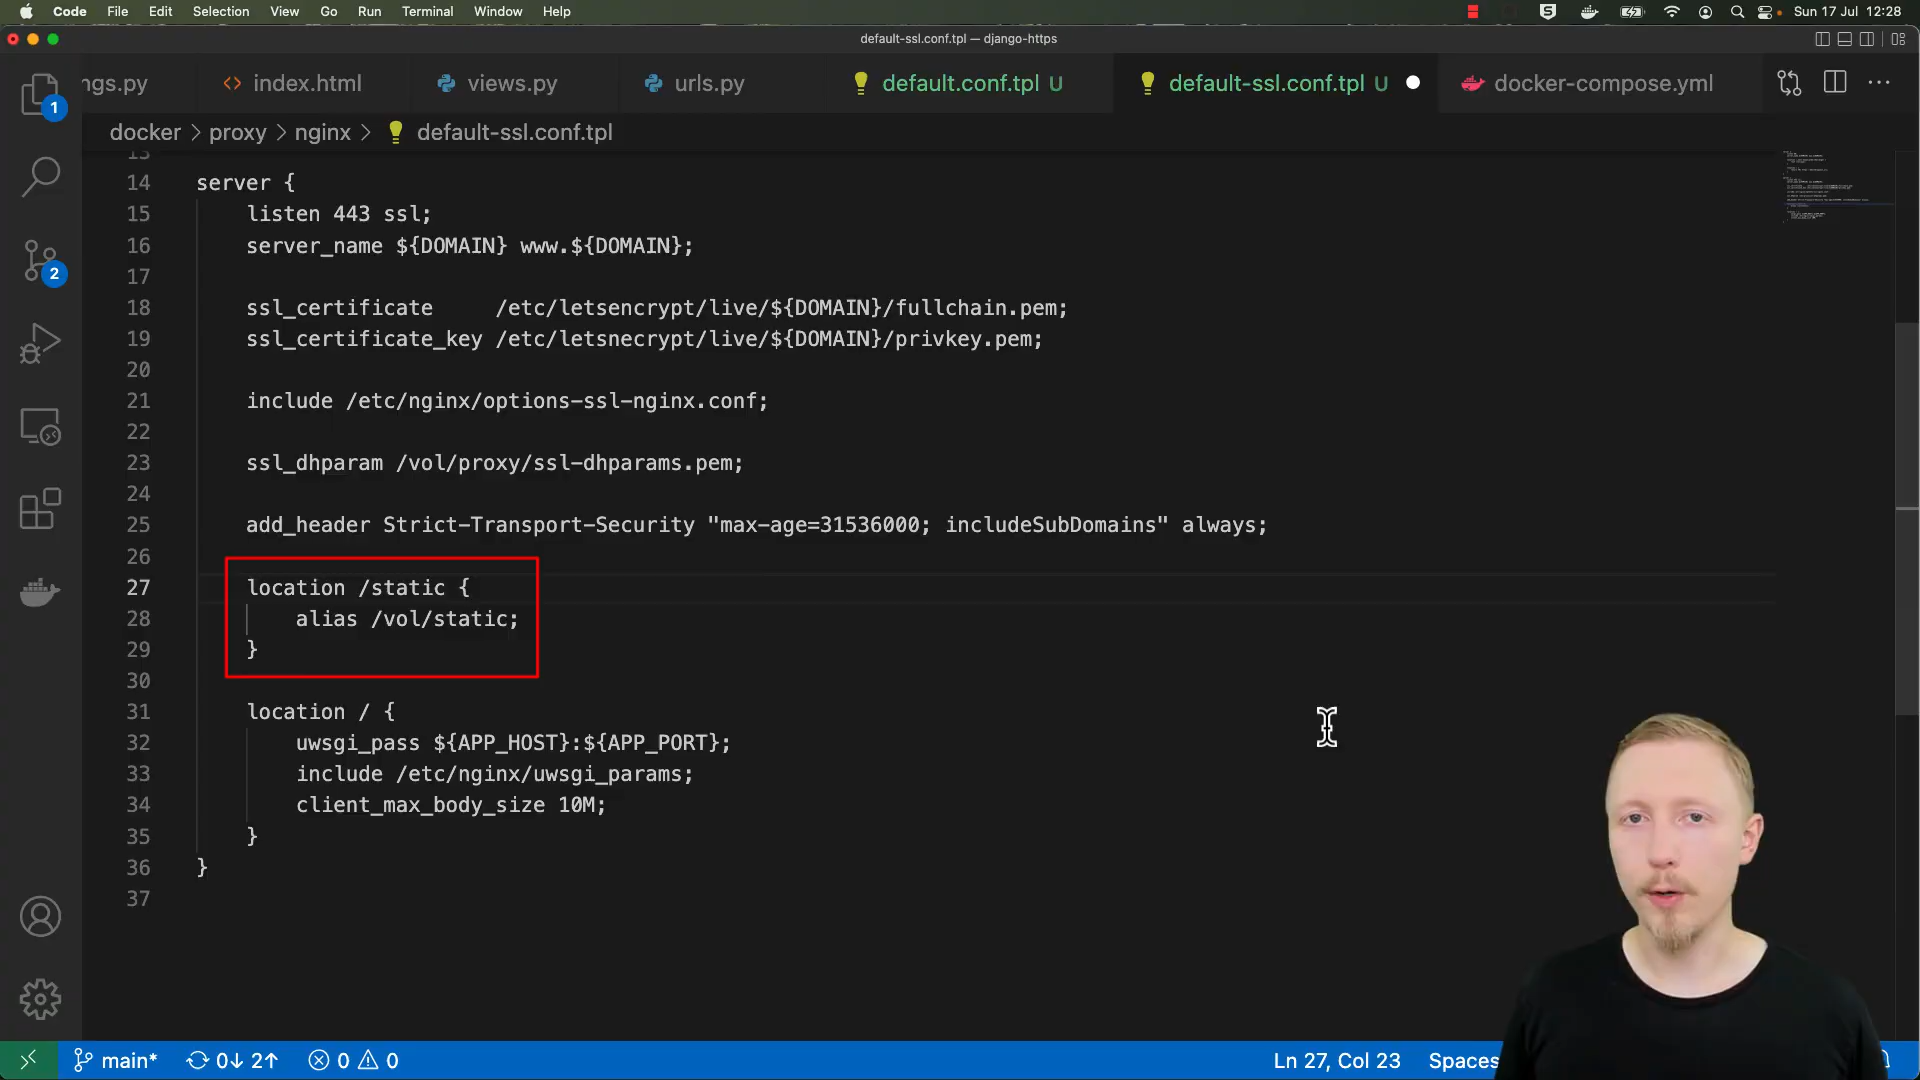 Code File Edit Selection View Go Run Terminal Window Help Sun 17 Jul 12:28
default-ssl.conf.tpl — django-https
ngs.py index.html views.py urls.py default.conf.tpl U default-ssl.conf.tpl U docker-compose.yml
docker > proxy > nginx > default-ssl.conf.tpl
13
14 server {
15 listen 443 ssl;
16 server_name ${DOMAIN} www.${DOMAIN};
17
18 ssl_certificate /etc/letsencrypt/live/${DOMAIN}/fullchain.pem;
19 ssl_certificate_key /etc/letsnecrypt/live/${DOMAIN}/privkey.pem;
20
21 include /etc/nginx/options-ssl-nginx.conf;
22
23 ssl_dhparam /vol/proxy/ssl-dhparams.pem;
24
25 add_header Strict-Transport-Security "max-age=31536000; includeSubDomains" always;
26
27 location /static {
28 alias /vol/static;
29 }
30
31 location / {
32 uwsgi_pass ${APP_HOST}:${APP_PORT};
33 include /etc/nginx/uwsgi_params;
34 client_max_body_size 10M;
35 }
36 }
37
1
2
main* 0↓ 2↑ 0 0 Ln 27, Col 23 Spaces